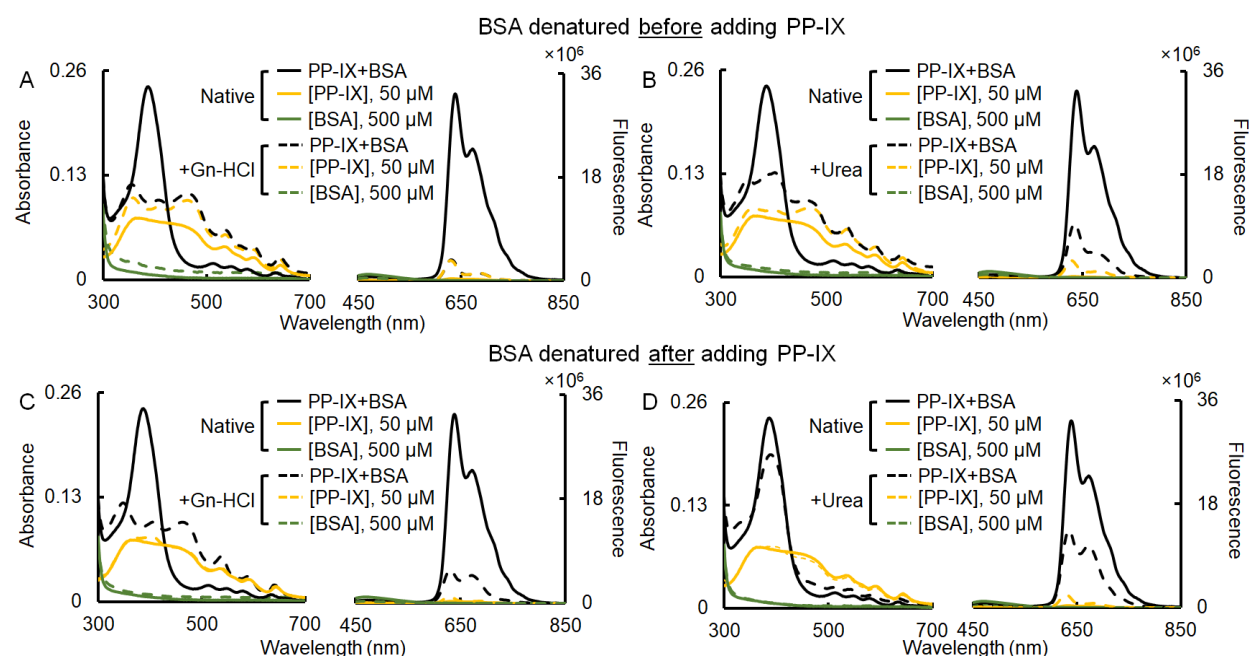 BSA denatured before adding PP-IX
A
0.26
0.13
0
Absorbance
300
500
700
Native
PP-IX+BSA
[PP-IX], 50 µM
[BSA], 500 µM
+Gn-HCl
PP-IX+BSA
[PP-IX], 50 µM
[BSA], 500 µM
×10⁶
36
18
0
Fluorescence
450
650
850
Wavelength (nm)
B
0.26
0.13
0
Absorbance
300
500
700
Native
PP-IX+BSA
[PP-IX], 50 µM
[BSA], 500 µM
+Urea
PP-IX+BSA
[PP-IX], 50 µM
[BSA], 500 µM
×10⁶
36
18
0
Fluorescence
450
650
850
Wavelength (nm)
BSA denatured after adding PP-IX
C
0.26
0.13
0
Absorbance
300
500
700
Native
PP-IX+BSA
[PP-IX], 50 µM
[BSA], 500 µM
+Gn-HCl
PP-IX+BSA
[PP-IX], 50 µM
[BSA], 500 µM
×10⁶
36
18
0
Fluorescence
450
650
850
Wavelength (nm)
D
0.26
0.13
0
Absorbance
300
500
700
Native
PP-IX+BSA
[PP-IX], 50 µM
[BSA], 500 µM
+Urea
PP-IX+BSA
[PP-IX], 50 µM
[BSA], 500 µM
×10⁶
36
18
0
Fluorescence
450
650
850
Wavelength (nm)